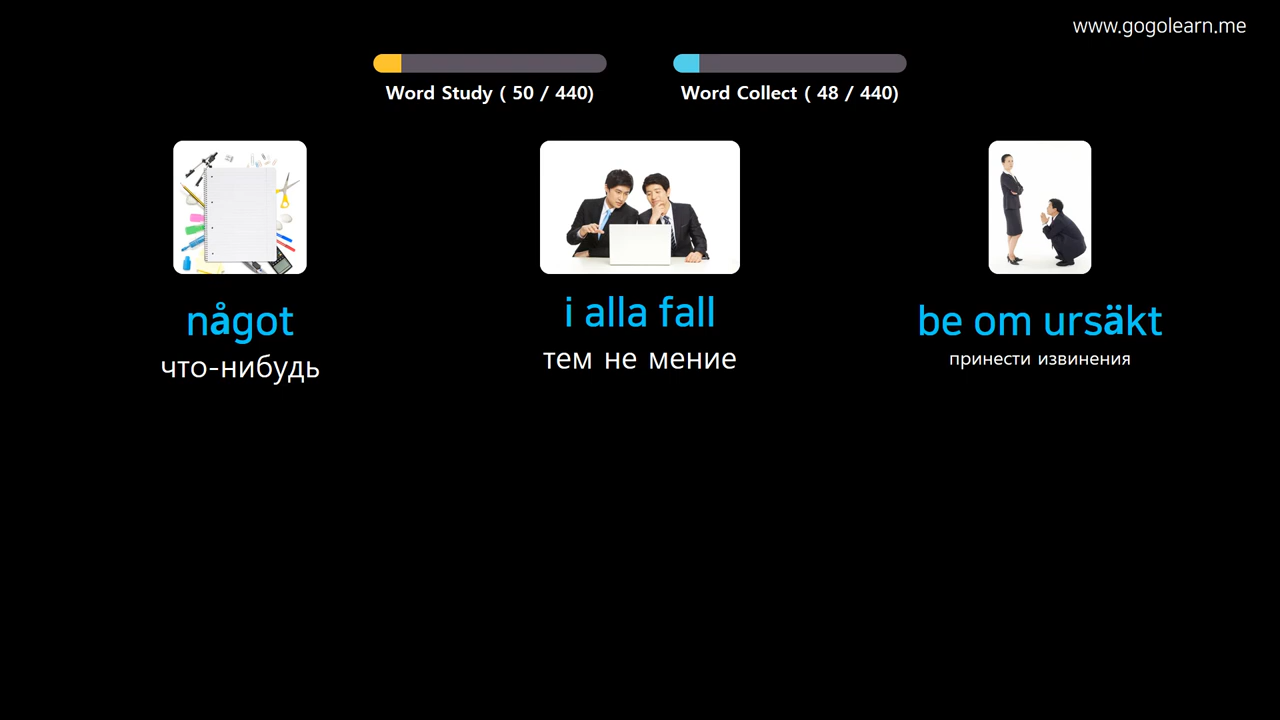 www.gogolearn.me
Word Study ( 50 / 440)
Word Collect ( 48 / 440)
något
что-нибудь
i alla fall
тем не мение
be om ursäkt
принести извинения